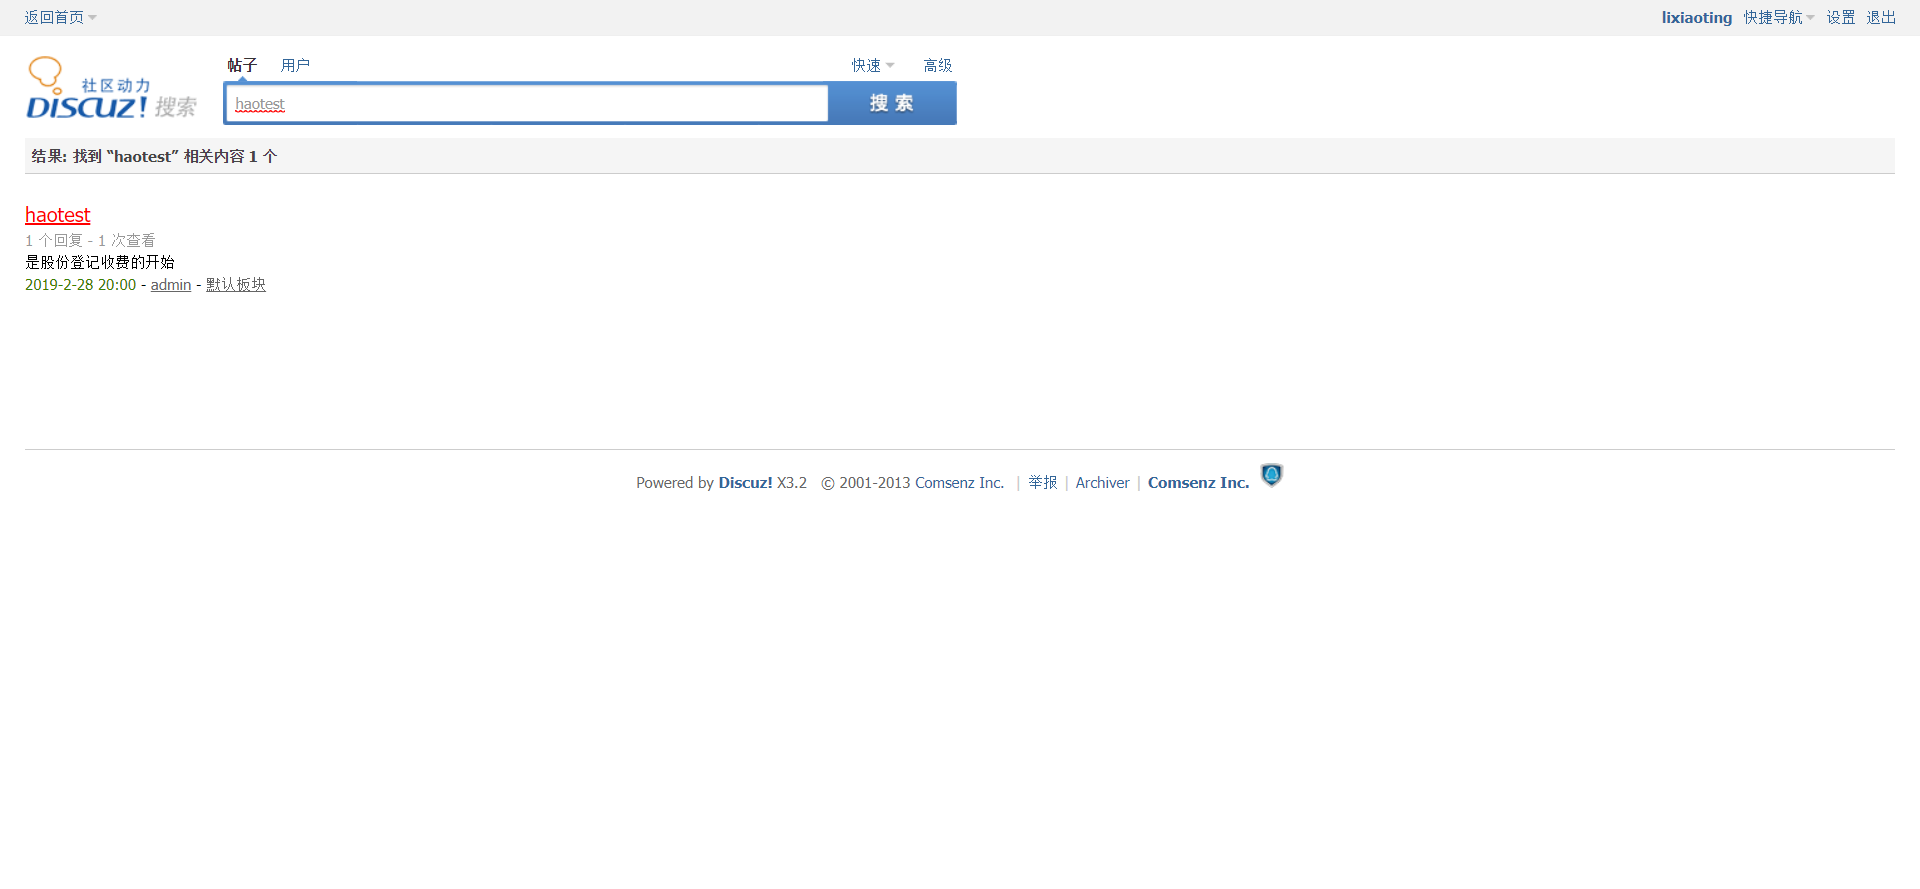 返回首页
lixiaoting 快捷导航 设置 退出
帖子 用户 快速 高级
社区动力
DISCUZ! 搜索
haotest 搜索
结果: 找到 “haotest” 相关内容 1 个
haotest
1 个回复 - 1 次查看
是股份登记收费的开始
2019-2-28 20:00 - admin - 默认板块
Powered by Discuz! X3.2 © 2001-2013 Comsenz Inc. | 举报 | Archiver | Comsenz Inc.